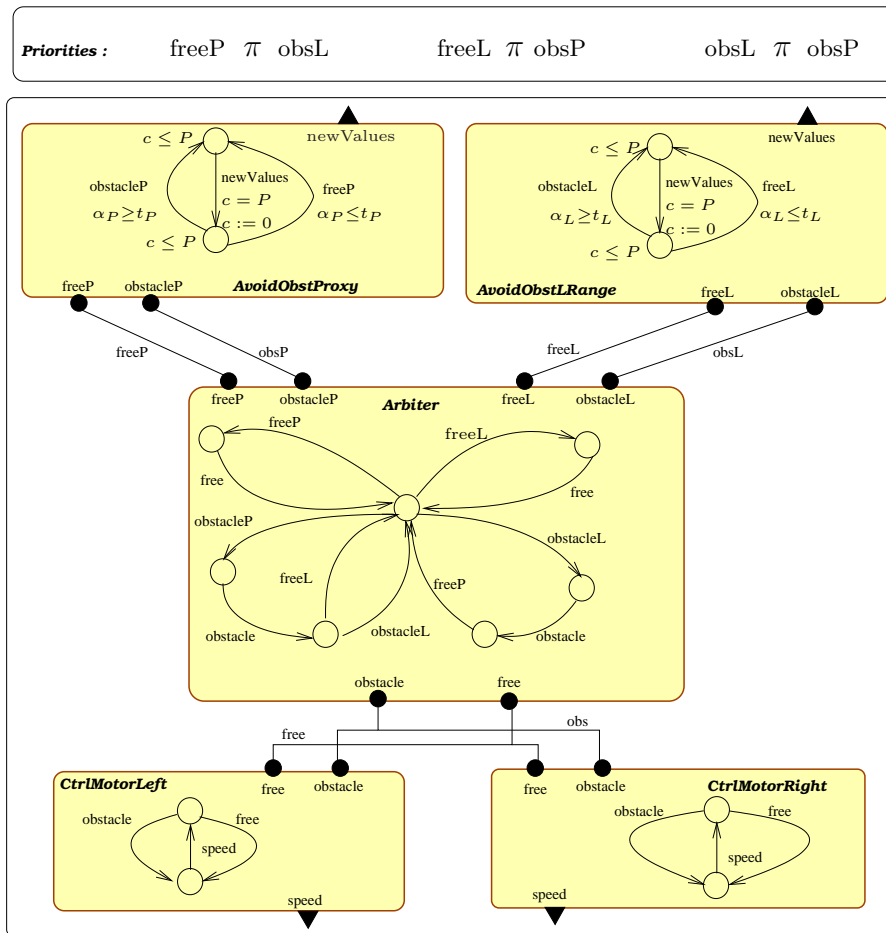 Priorities : freeP π obsL freeL π obsP obsL π obsP
newValues
c ≤ P
obstacleP
newValues
freeP
α_P ≥ t_P
c = P
α_P ≤ t_P
c := 0
c ≤ P
AvoidObstProxy
freeP obstacleP
newValues
c ≤ P
obstacleL
newValues
freeL
α_L ≥ t_L
c = P
α_L ≤ t_L
c := 0
c ≤ P
AvoidObstLRange
freeL obstacleL
freeP
obsP
freeL
obsL
freeP obstacleP freeL obstacleL
Arbiter
freeP
freeL
free
free
obstacleP
obstacleL
freeL
freeP
obstacle
obstacleL
obstacle
obstacle free
free
obs
free obstacle
CtrlMotorLeft
obstacle free
speed
speed
free obstacle
CtrlMotorRight
obstacle free
speed
speed